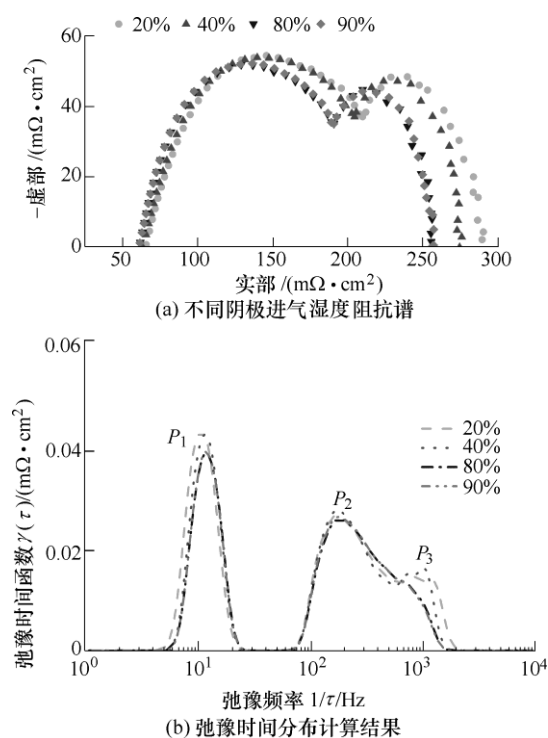 20% 40% 80% 90%
60
40
20
0
-虚部/(mΩ·cm²)
50 100 150 200 250 300
实部/(mΩ·cm²)
(a) 不同阴极进气湿度阻抗谱
0.06
0.04
0.02
0
弛豫时间函数γ(τ)/(mΩ·cm²)
P₁
P₂
P₃
20%
40%
80%
90%
10⁰ 10¹ 10² 10³ 10⁴
弛豫频率 1/τ/Hz
(b) 弛豫时间分布计算结果